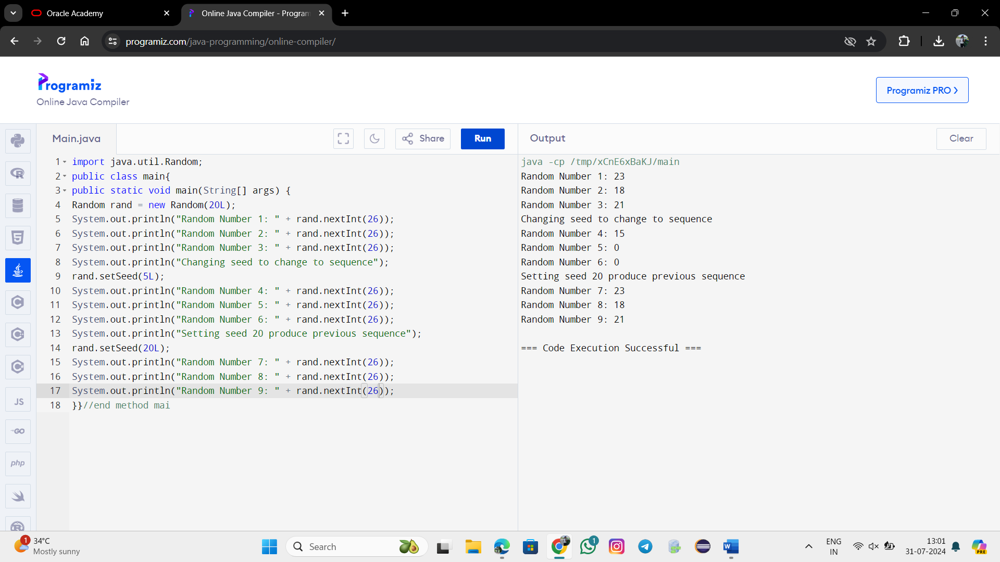 Oracle Academy
Online Java Compiler - Program
programiz.com/java-programming/online-compiler/
Programiz
Online Java Compiler
Programiz PRO
Main.java
Share
Run
Output
Clear
1 import java.util.Random;
2 public class main{
3 public static void main(String[] args) {
4 Random rand = new Random(20L);
5 System.out.println("Random Number 1: " + rand.nextInt(26));
6 System.out.println("Random Number 2: " + rand.nextInt(26));
7 System.out.println("Random Number 3: " + rand.nextInt(26));
8 System.out.println("Changing seed to change to sequence");
9 rand.setSeed(5L);
10 System.out.println("Random Number 4: " + rand.nextInt(26));
11 System.out.println("Random Number 5: " + rand.nextInt(26));
12 System.out.println("Random Number 6: " + rand.nextInt(26));
13 System.out.println("Setting seed 20 produce previous sequence");
14 rand.setSeed(20L);
15 System.out.println("Random Number 7: " + rand.nextInt(26));
16 System.out.println("Random Number 8: " + rand.nextInt(26));
17 System.out.println("Random Number 9: " + rand.nextInt(26));
18 }}//end method mai
java -cp /tmp/xCnE6xBaKJ/main
Random Number 1: 23
Random Number 2: 18
Random Number 3: 21
Changing seed to change to sequence
Random Number 4: 15
Random Number 5: 0
Random Number 6: 0
Setting seed 20 produce previous sequence
Random Number 7: 23
Random Number 8: 18
Random Number 9: 21
=== Code Execution Successful ===
R
5
C
C
C
JS
GO
php
R
1
34°C
Mostly sunny
Search
1
W
ENG
IN
13:01
31-07-2024
PRE